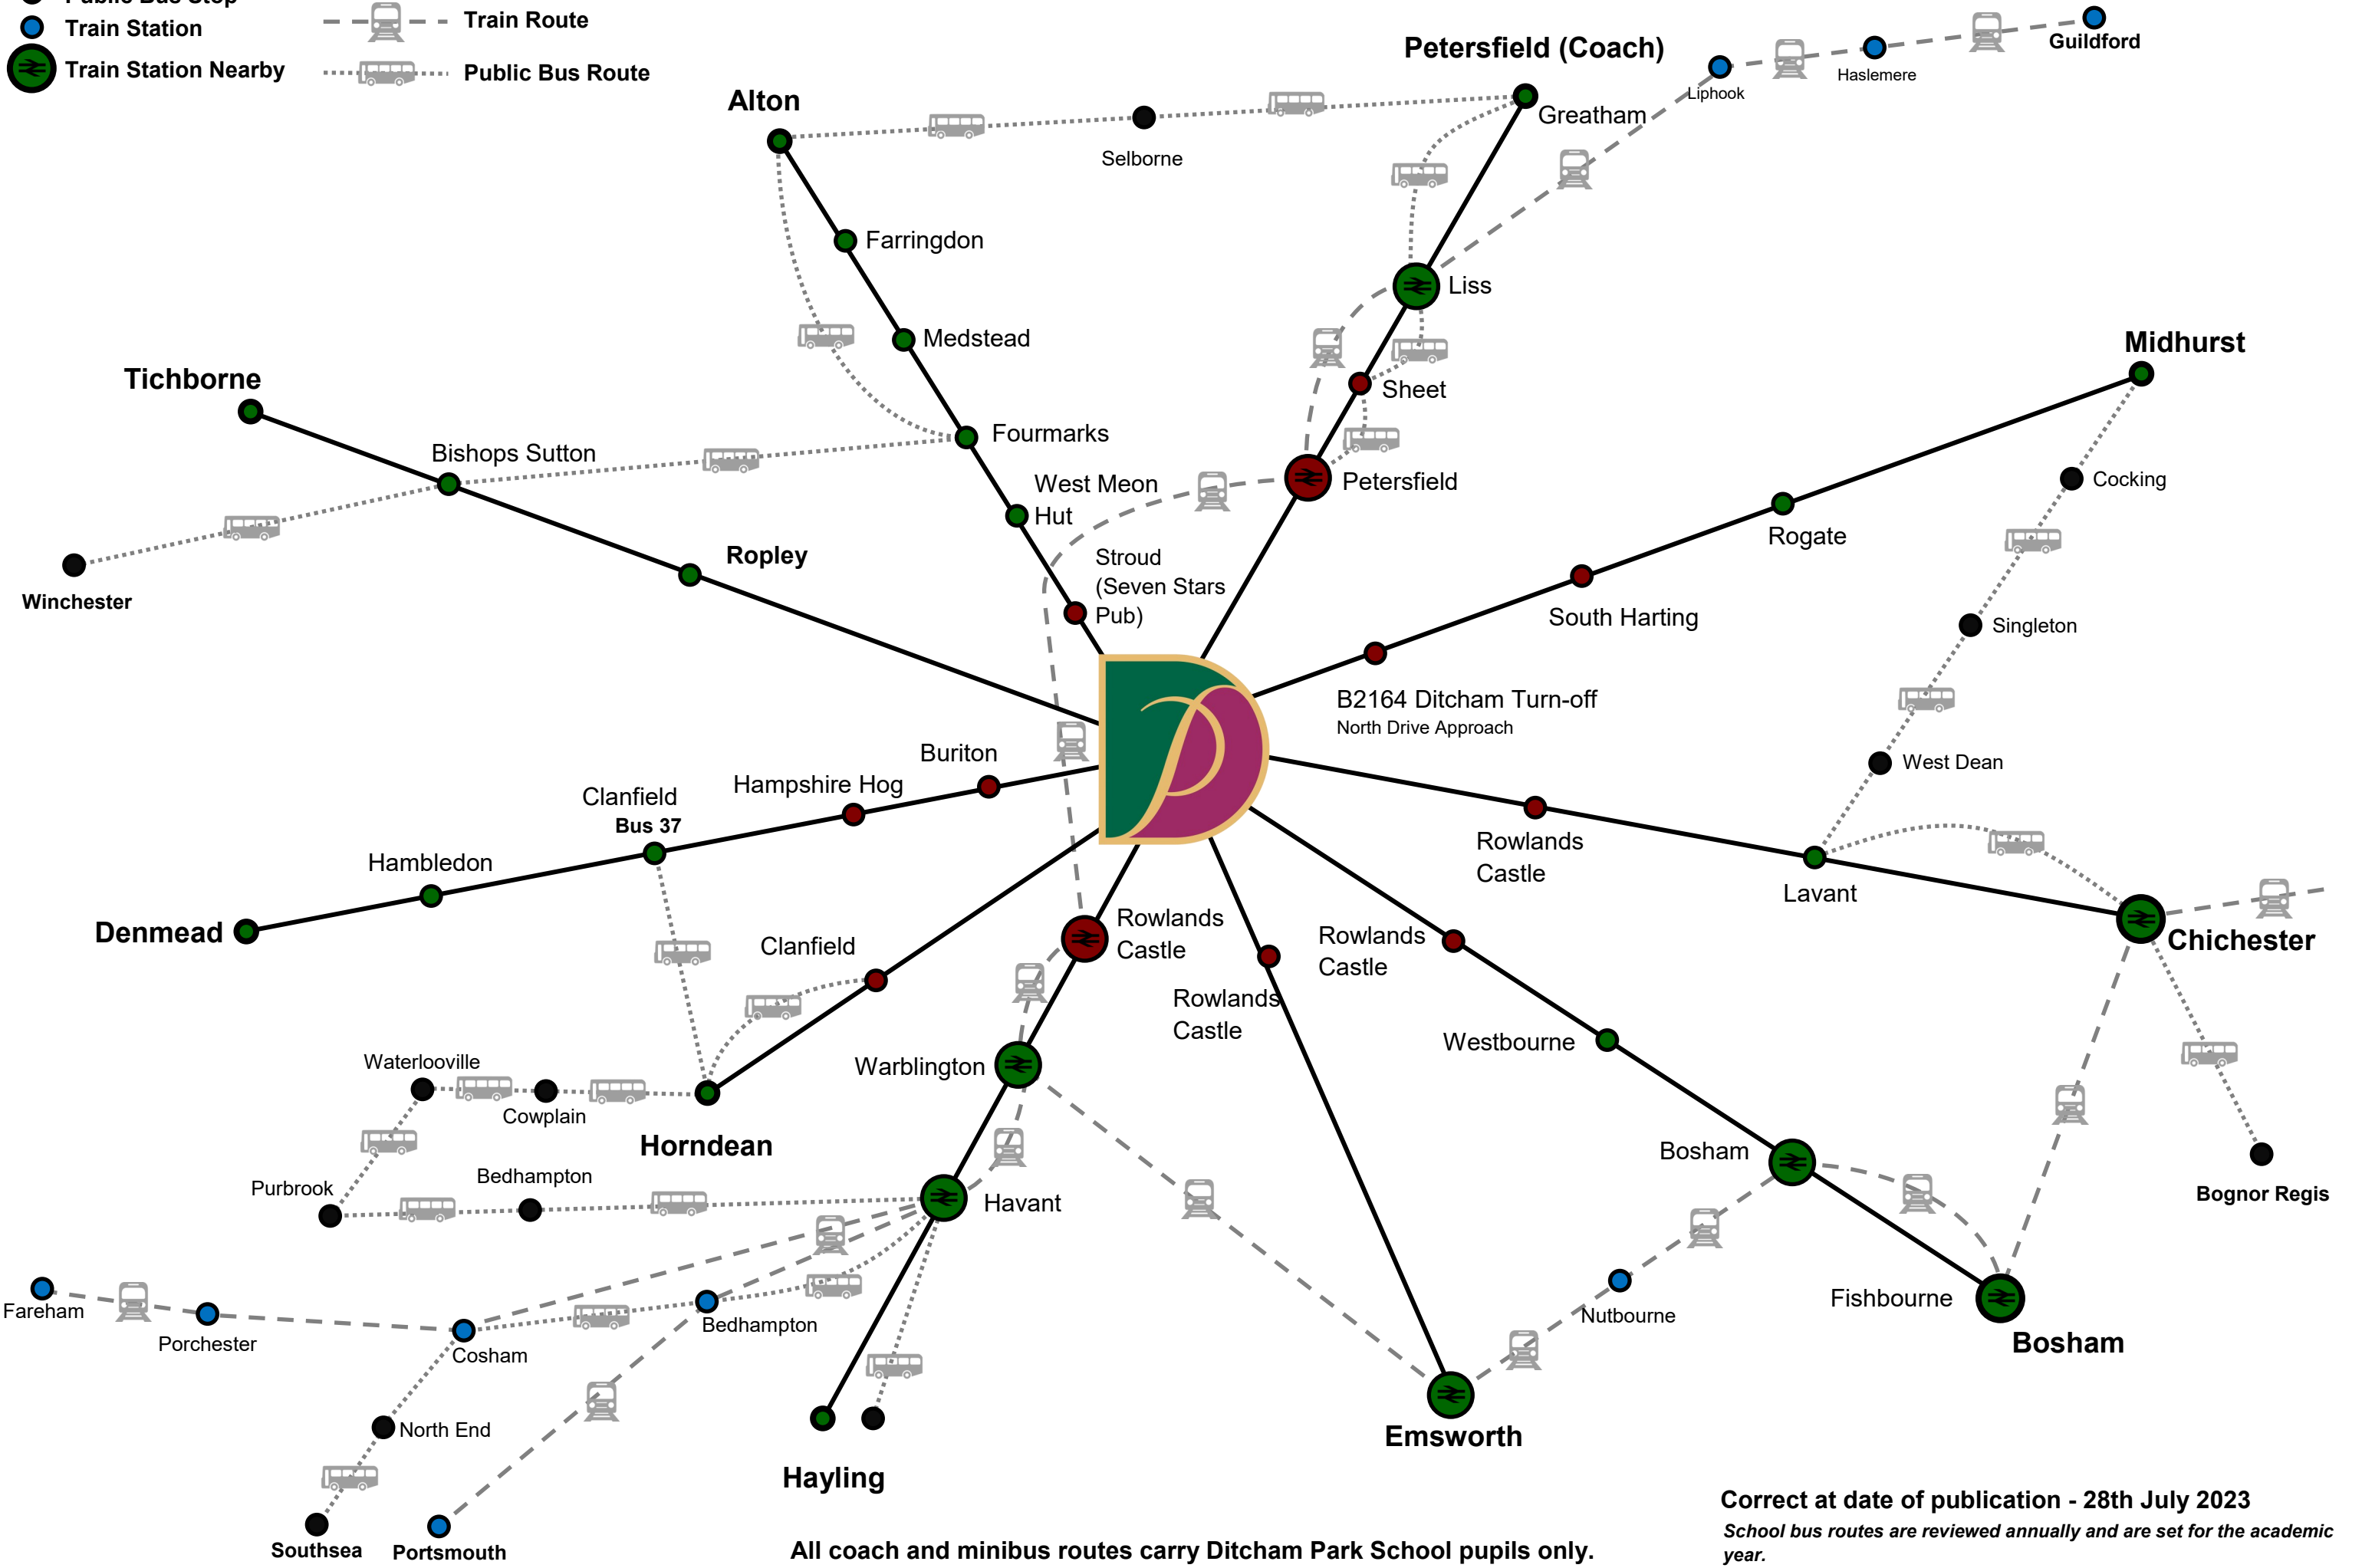 Public Bus Stop
Train Station
Train Station Nearby
Train Route
Public Bus Route
Petersfield (Coach)
Greatham
Liphook
Haslemere
Guildford
Alton
Selborne
Farringdon
Medstead
Fourmarks
West Meon
Hut
Stroud
(Seven Stars
Pub)
Liss
Sheet
Petersfield
Midhurst
Cocking
Rogate
Singleton
South Harting
West Dean
B2164 Ditcham Turn-off
North Drive Approach
Tichborne
Bishops Sutton
Winchester
Ropley
Buriton
Hampshire Hog
Clanfield
Bus 37
Hambledon
Denmead
Clanfield
Rowlands
Castle
Rowlands
Castle
Rowlands
Castle
Rowlands
Castle
Lavant
Chichester
Westbourne
Warblington
Waterlooville
Cowplain
Horndean
Purbrook
Bedhampton
Havant
Bosham
Bognor Regis
Nutbourne
Fishbourne
Bosham
Fareham
Porchester
Cosham
Bedhampton
North End
Southsea
Portsmouth
Hayling
Emsworth
Correct at date of publication - 28th July 2023
School bus routes are reviewed annually and are set for the academic
year.
All coach and minibus routes carry Ditcham Park School pupils only.